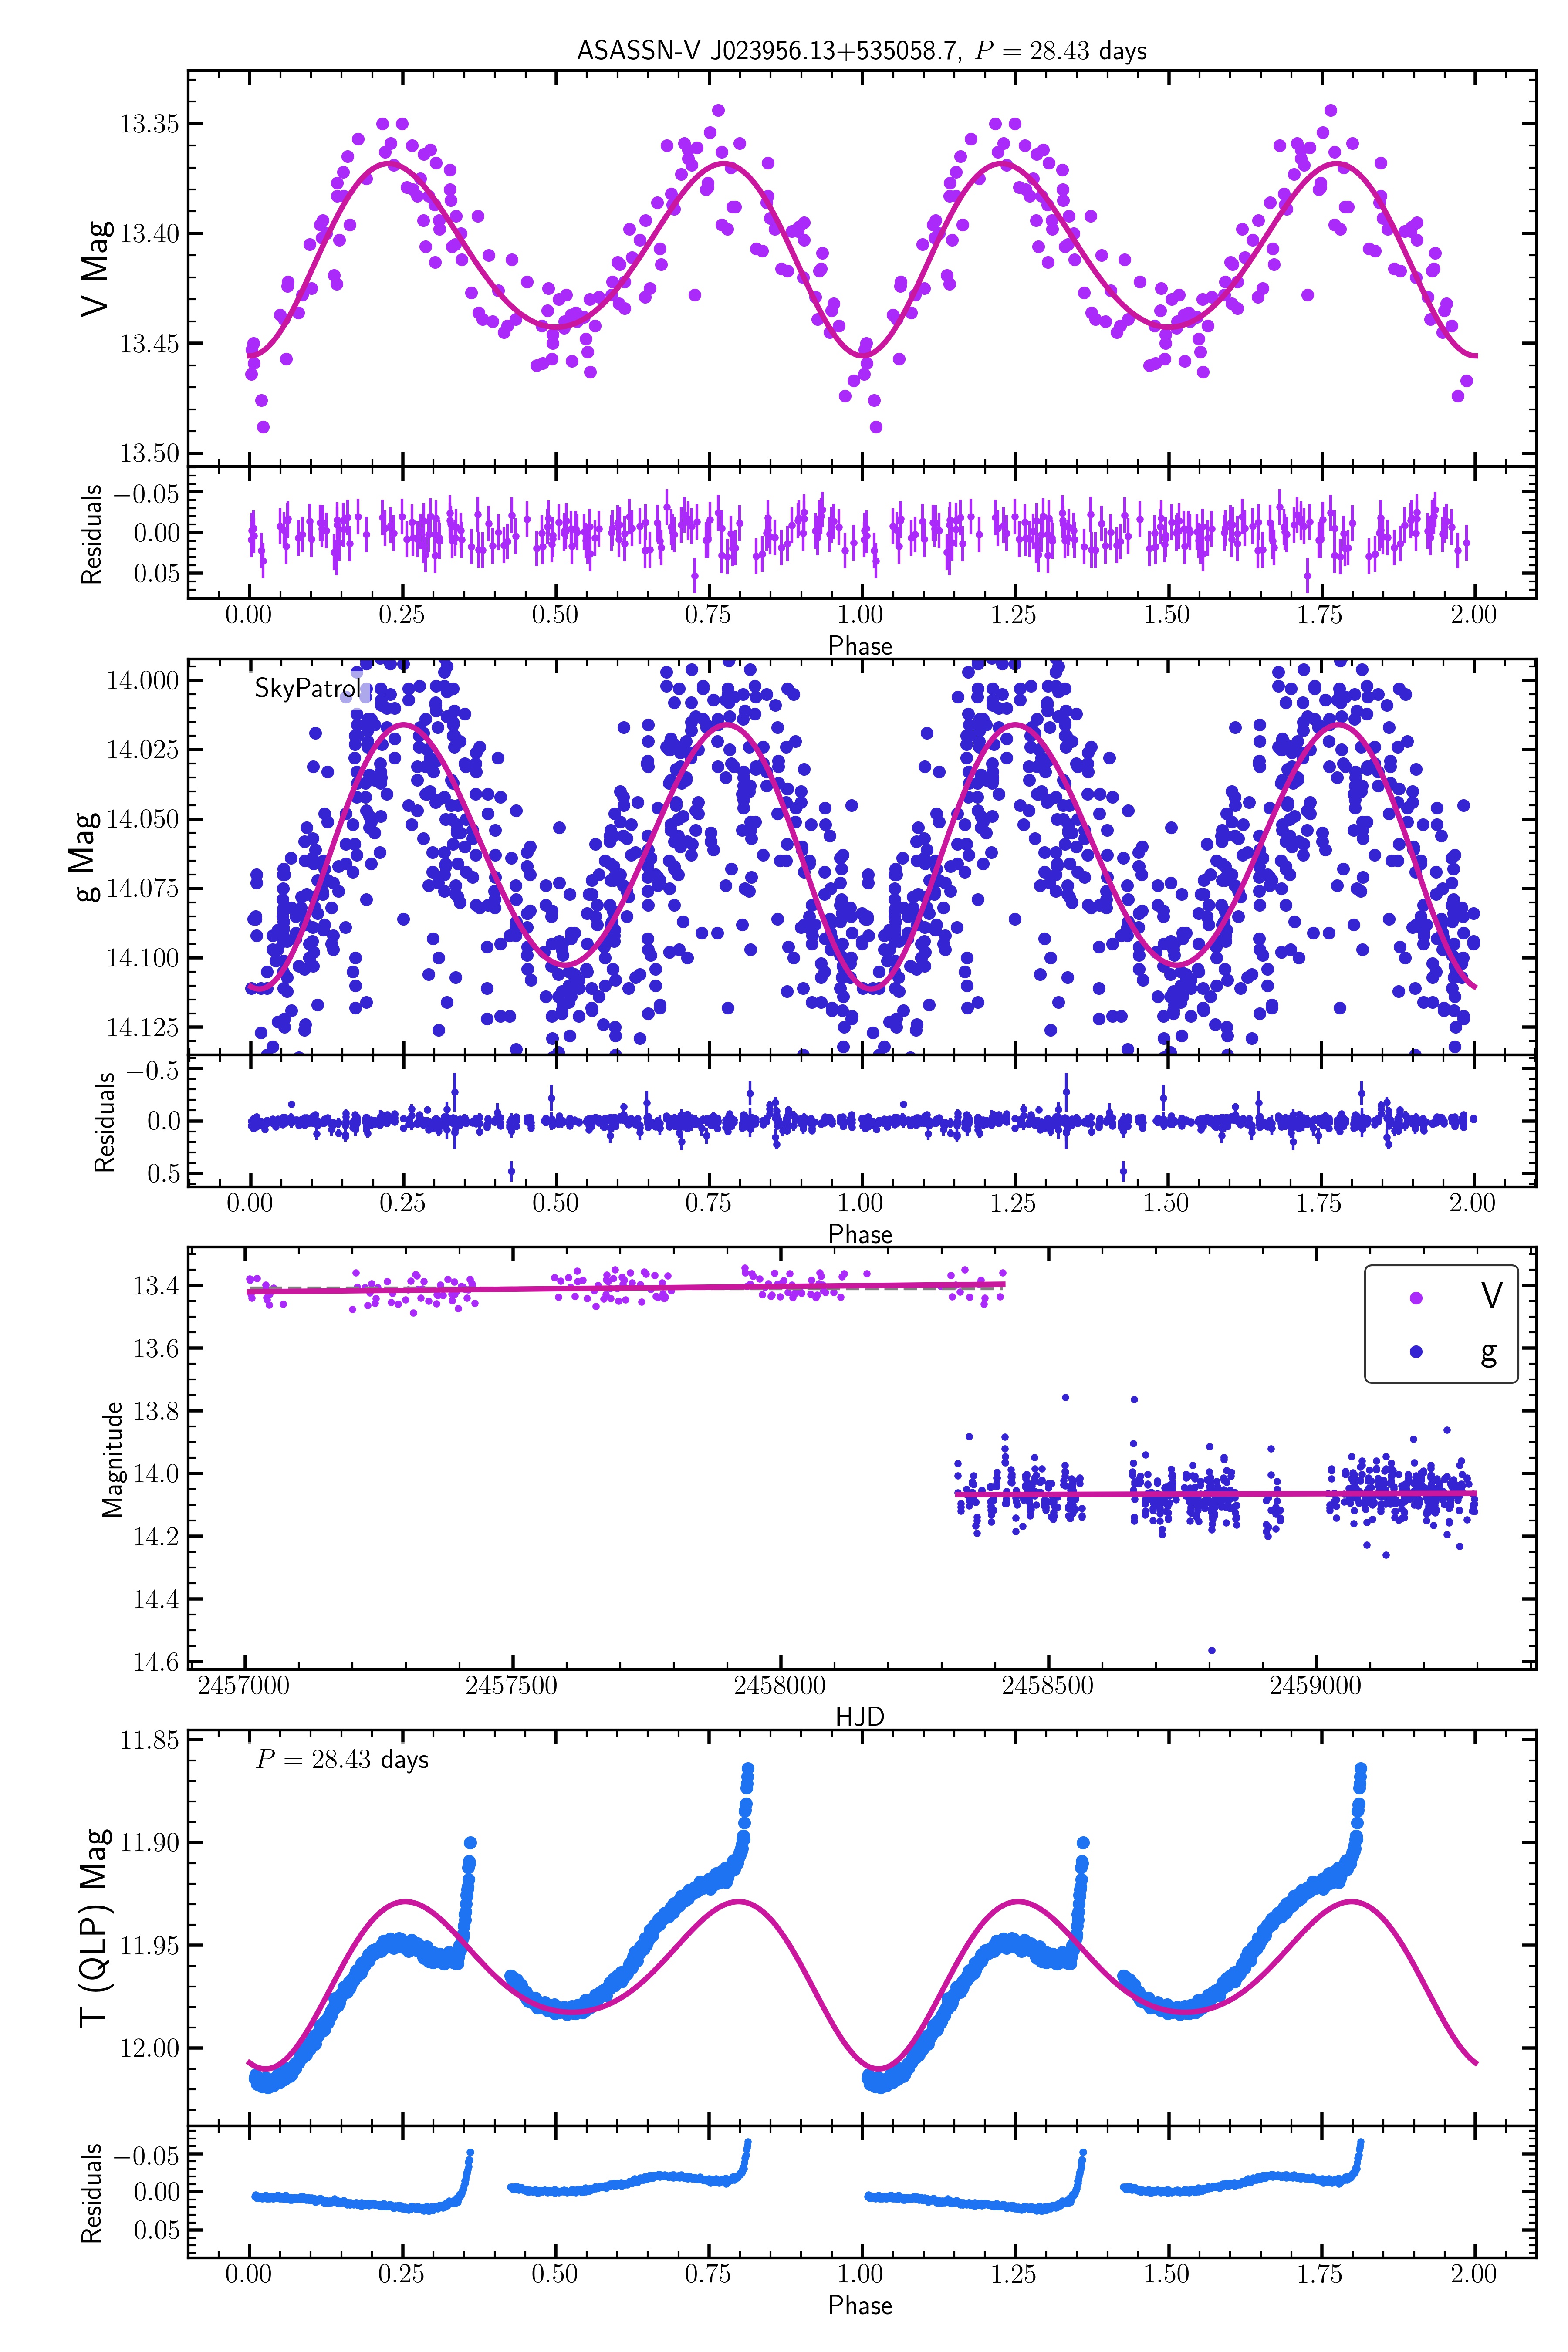 ASASSN-V J023956.13+535058.7, P = 28.43 days
V Mag
13.35
13.40
13.45
13.50
Residuals
−0.05
0.00
0.05
0.00 0.25 0.50 0.75 1.00 1.25 1.50 1.75 2.00
Phase
SkyPatrol
g Mag
14.000
14.025
14.050
14.075
14.100
14.125
Residuals
−0.5
0.0
0.5
0.00 0.25 0.50 0.75 1.00 1.25 1.50 1.75 2.00
Phase
Magnitude
13.4
13.6
13.8
14.0
14.2
14.4
14.6
V
g
2457000 2457500 2458000 2458500 2459000
HJD
P = 28.43 days
T (QLP) Mag
11.85
11.90
11.95
12.00
Residuals
−0.05
0.00
0.05
0.00 0.25 0.50 0.75 1.00 1.25 1.50 1.75 2.00
Phase